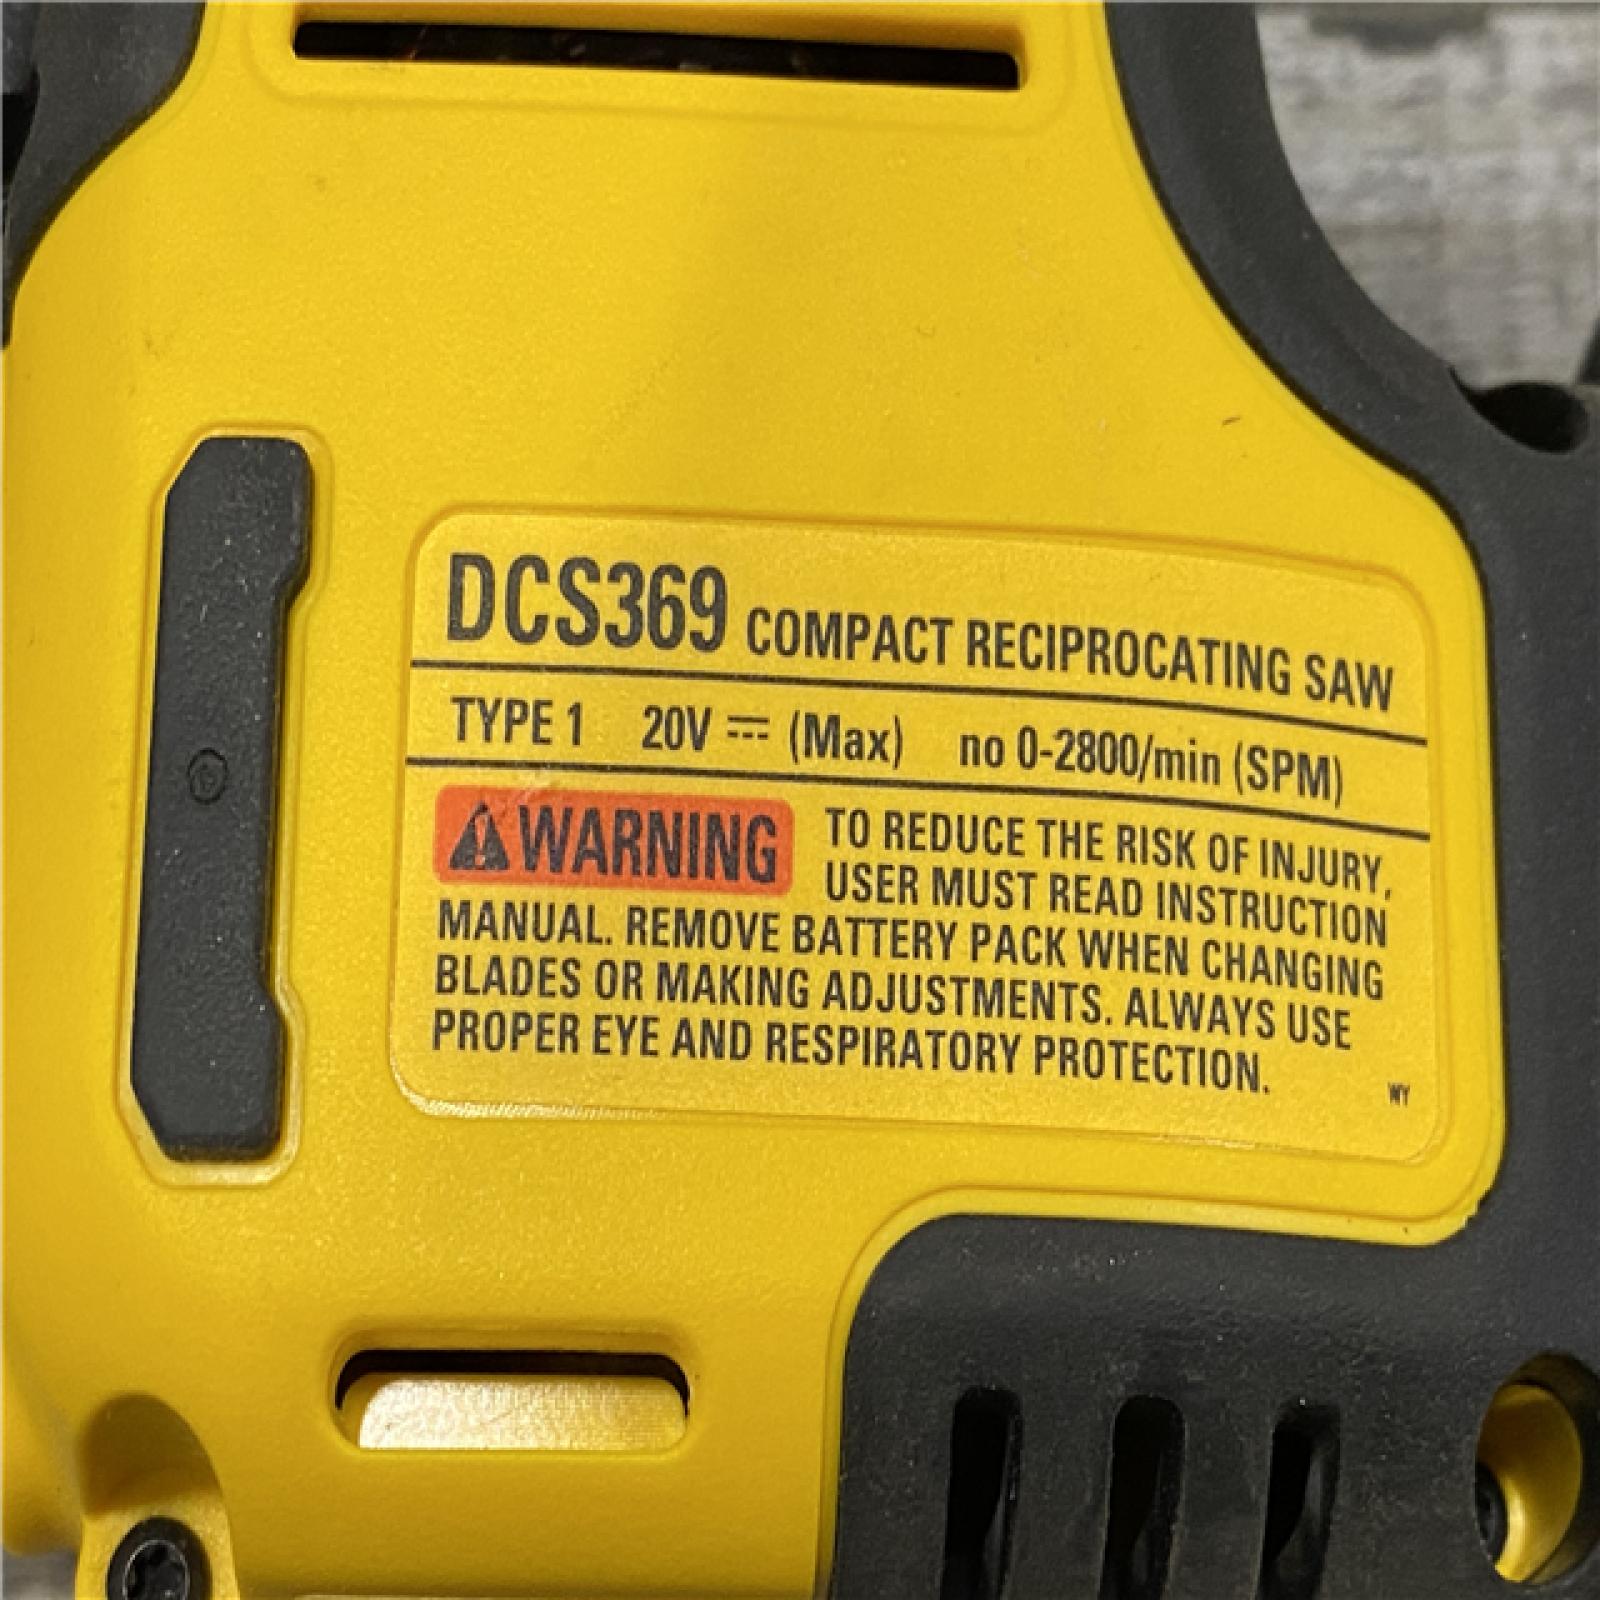 DCS369 COMPACT RECIPROCATING SAW
TYPE 1 20V ⎓ (Max) no 0-2800/min (SPM)
⚠WARNING TO REDUCE THE RISK OF INJURY,
USER MUST READ INSTRUCTION
MANUAL. REMOVE BATTERY PACK WHEN CHANGING
BLADES OR MAKING ADJUSTMENTS. ALWAYS USE
PROPER EYE AND RESPIRATORY PROTECTION.
WY